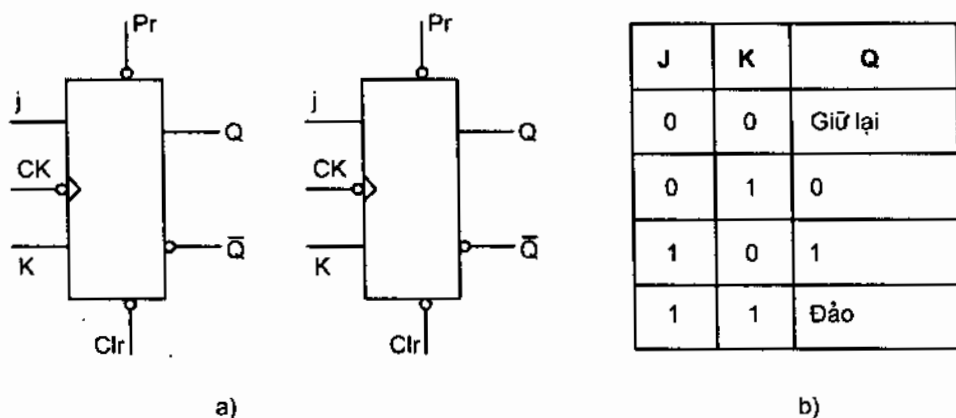 Pr
j
CK
K
Q
Q̅
Clr
Pr
j
CK
K
Q
Q̅
Clr
a)
J K Q
0 0 Giữ lại
0 1 0
1 0 1
1 1 Đảo
b)